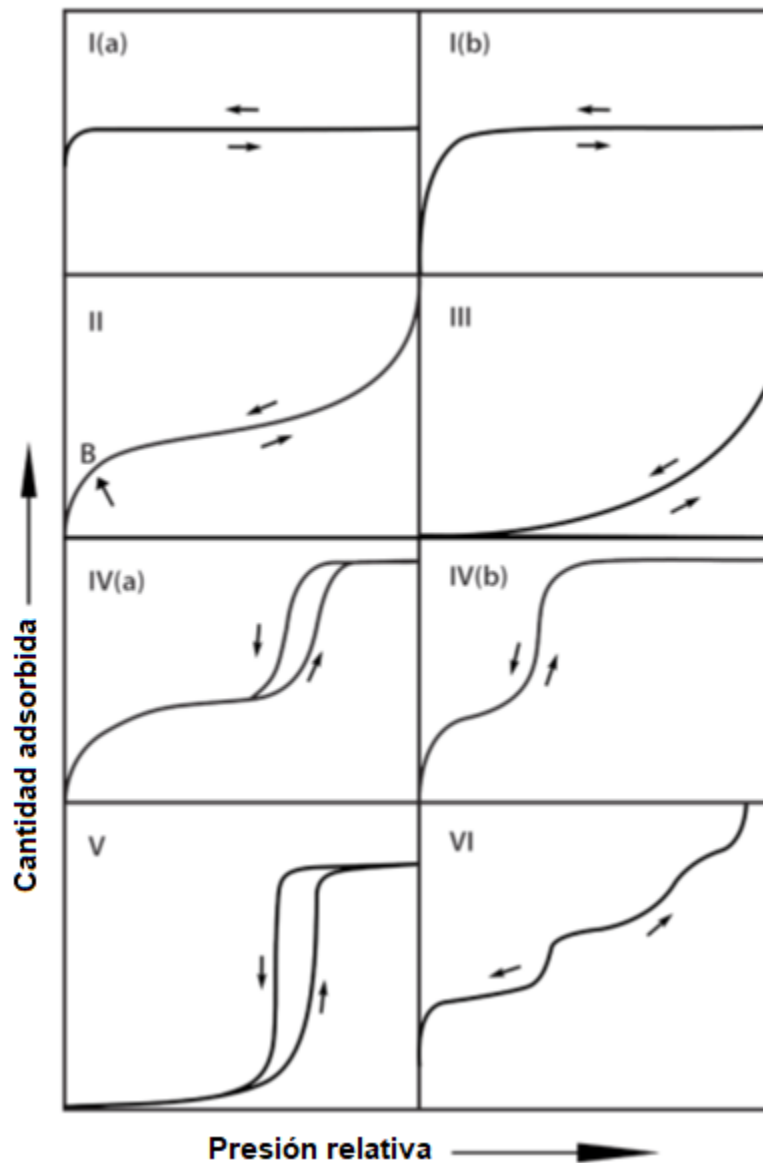 I(a)
I(b)
II
III
B
IV(a)
IV(b)
V
VI
Cantidad adsorbida
Presión relativa